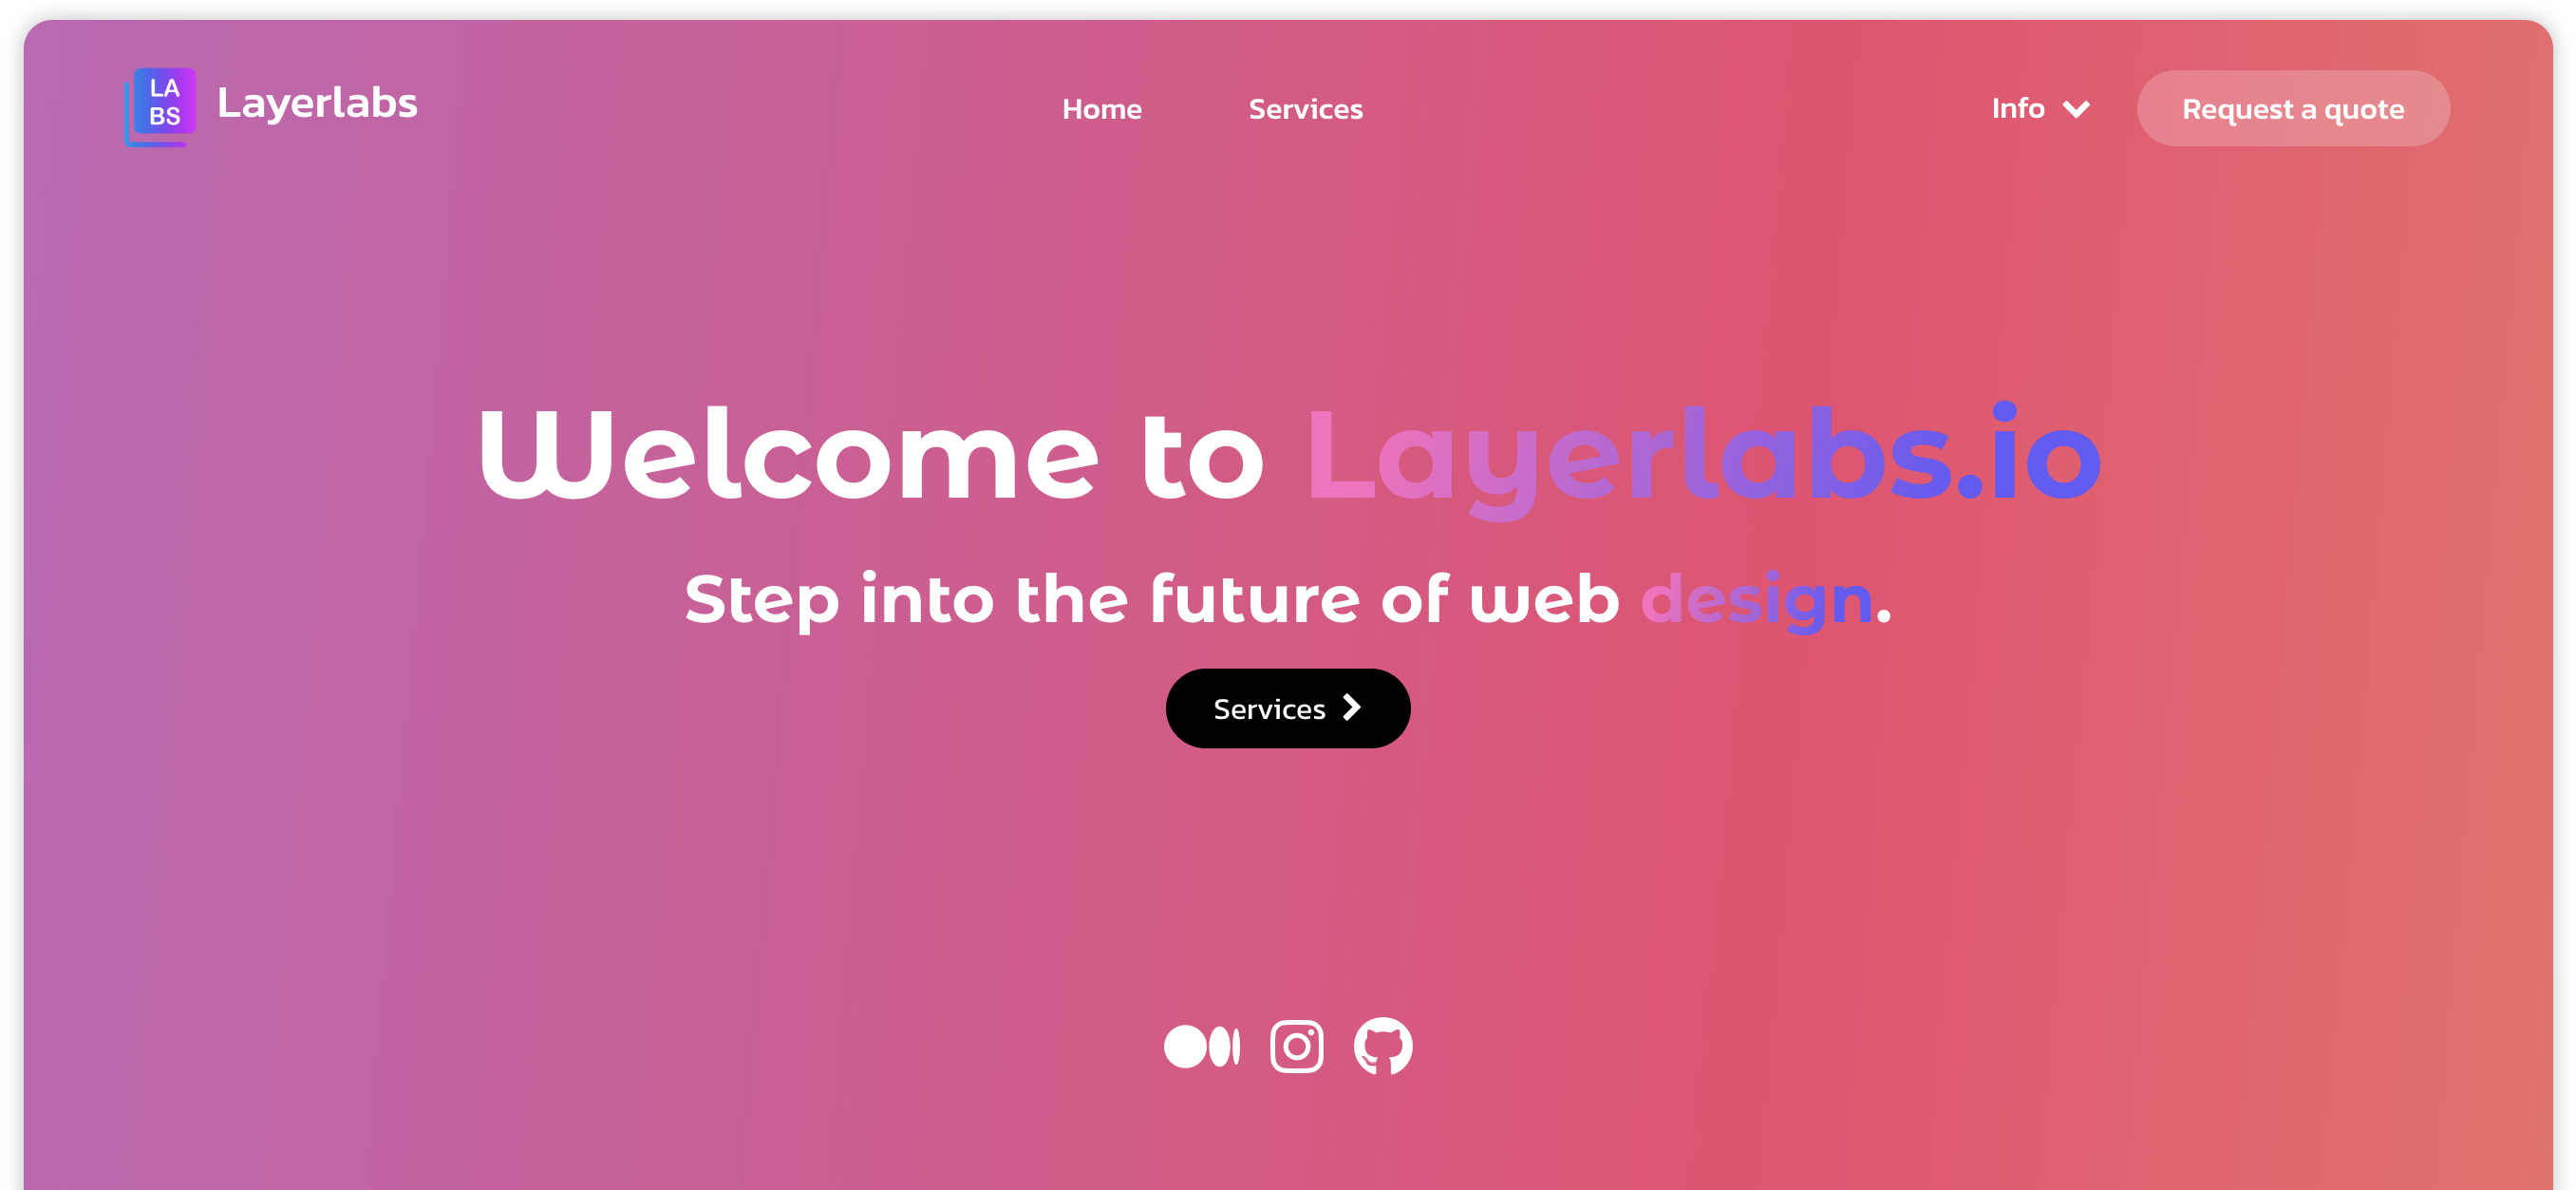 LA
BS
Layerlabs
Home
Services
Info
Request a quote
Welcome to Layerlabs.io
Step into the future of web design.
Services